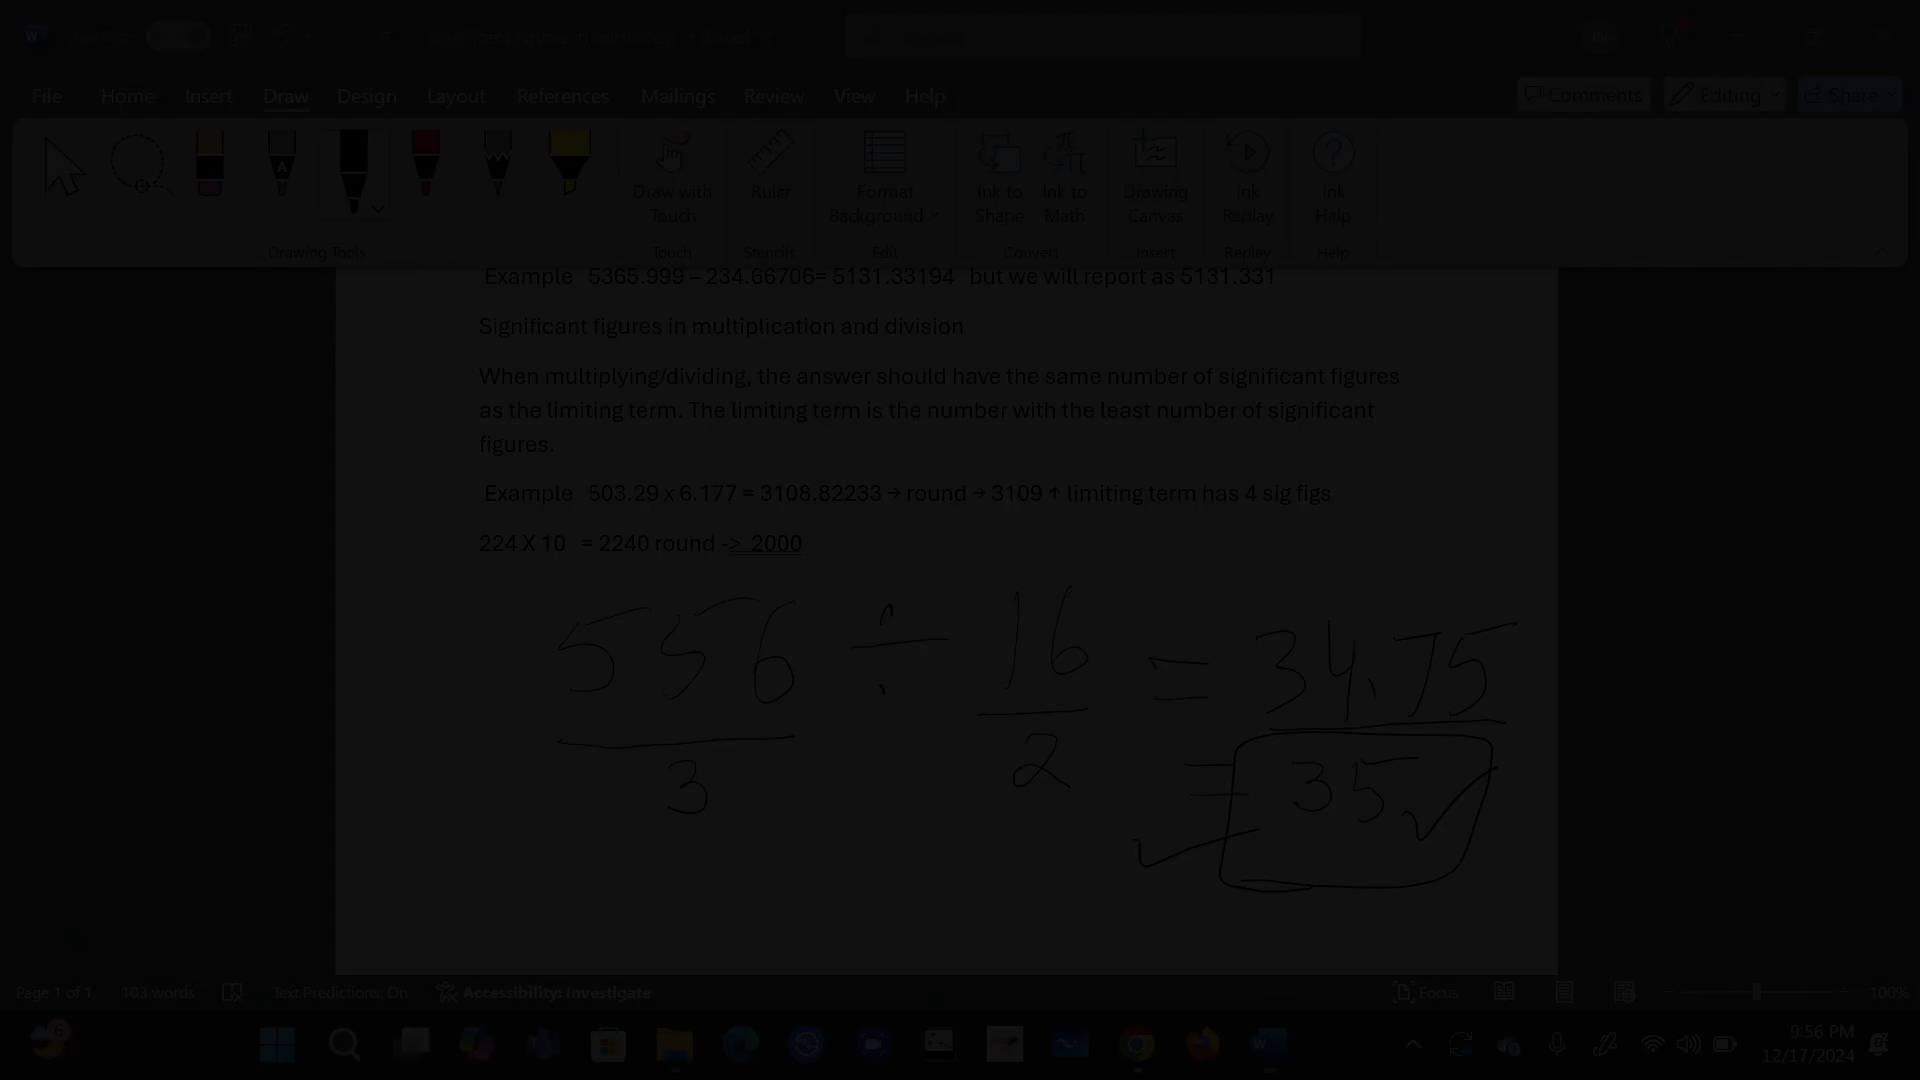 File Home Insert Draw Design Layout References Mailings Review View Help Comments Editing Share
Draw with Touch
Ruler
Format Background
Ink to Shape
Ink to Math
Drawing Canvas
Ink Replay
Ink Help
Drawing Tools Touch Stencils Edit Convert Insert Replay Help
Example 5365.999 – 234.66706= 5131.33194 but we will report as 5131.331
Significant figures in multiplication and division
When multiplying/dividing, the answer should have the same number of significant figures
as the limiting term. The limiting term is the number with the least number of significant
figures.
Example 503.29 x 6.177 = 3108.82233 → round → 3109 ↑ limiting term has 4 sig figs
224 X 10 = 2240 round -> 2000
556 ÷ 16 = 34.75
3 2 = 35
Page 1 of 1 103 words Text Predictions: On Accessibility: Investigate Focus 100%
9:56 PM
12/17/2024